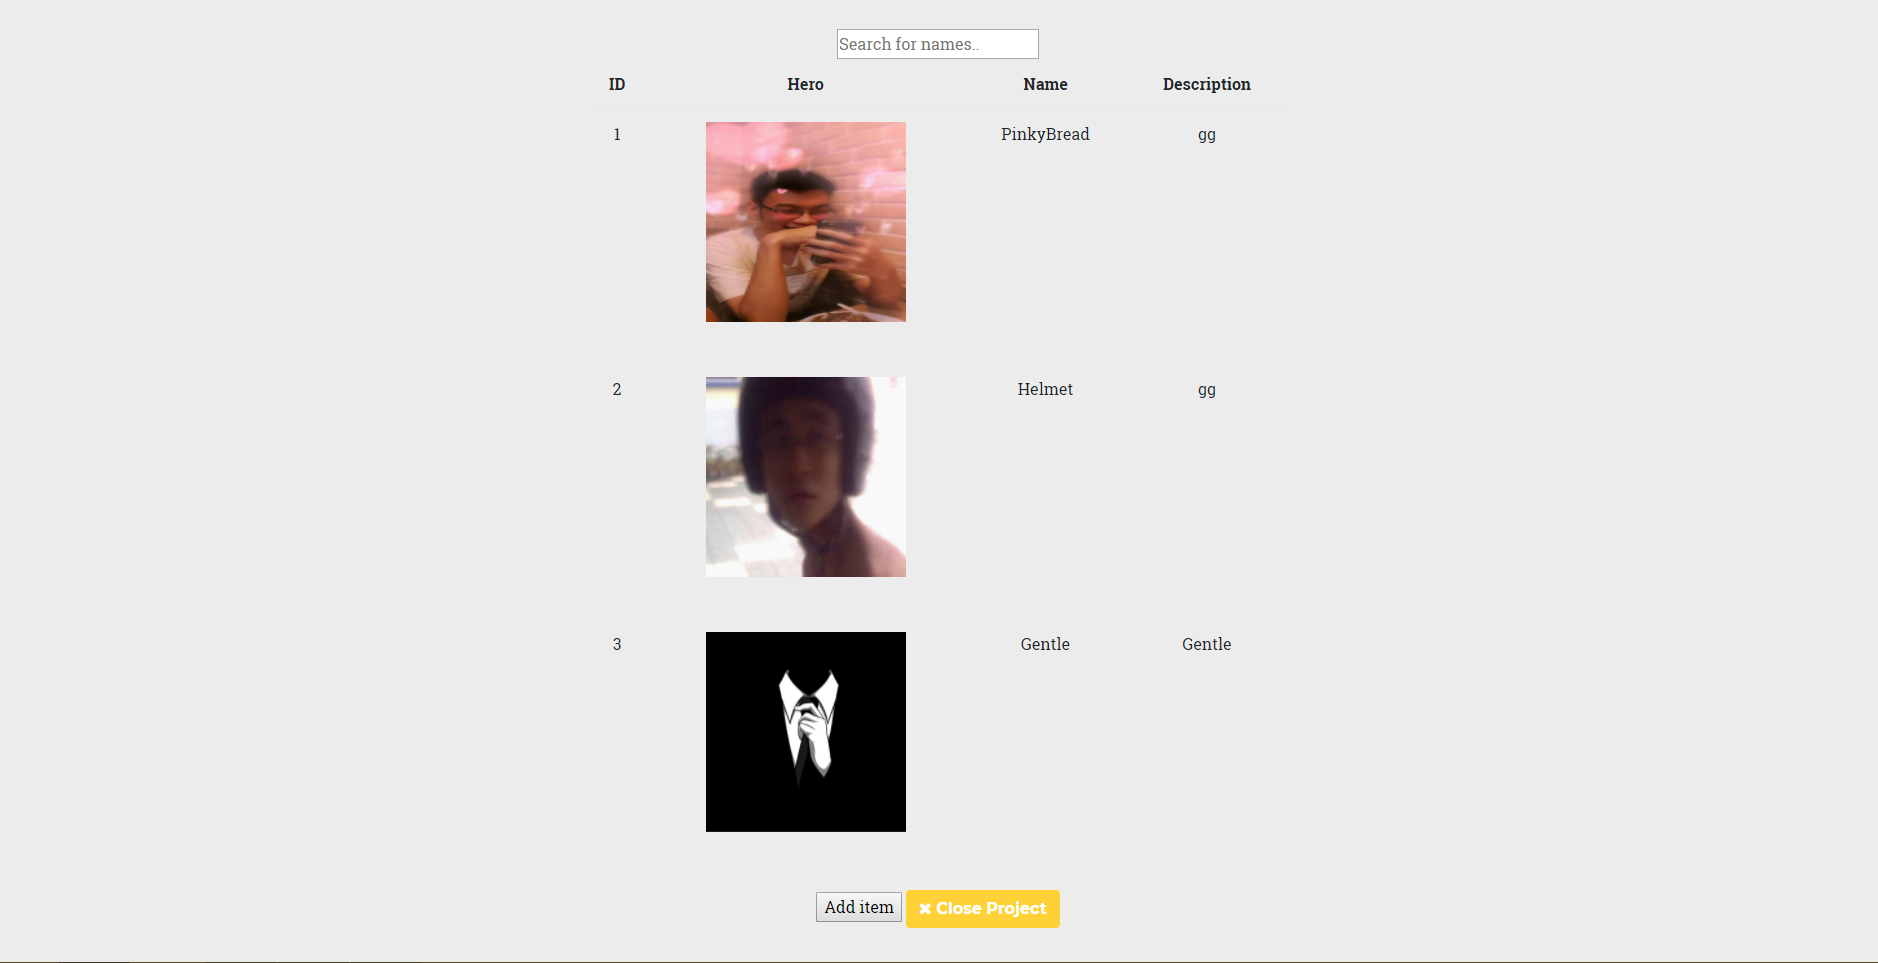 Search for names..
ID Hero Name Description
1 PinkyBread gg
2 Helmet gg
3 Gentle Gentle
Add item ✖ Close Project